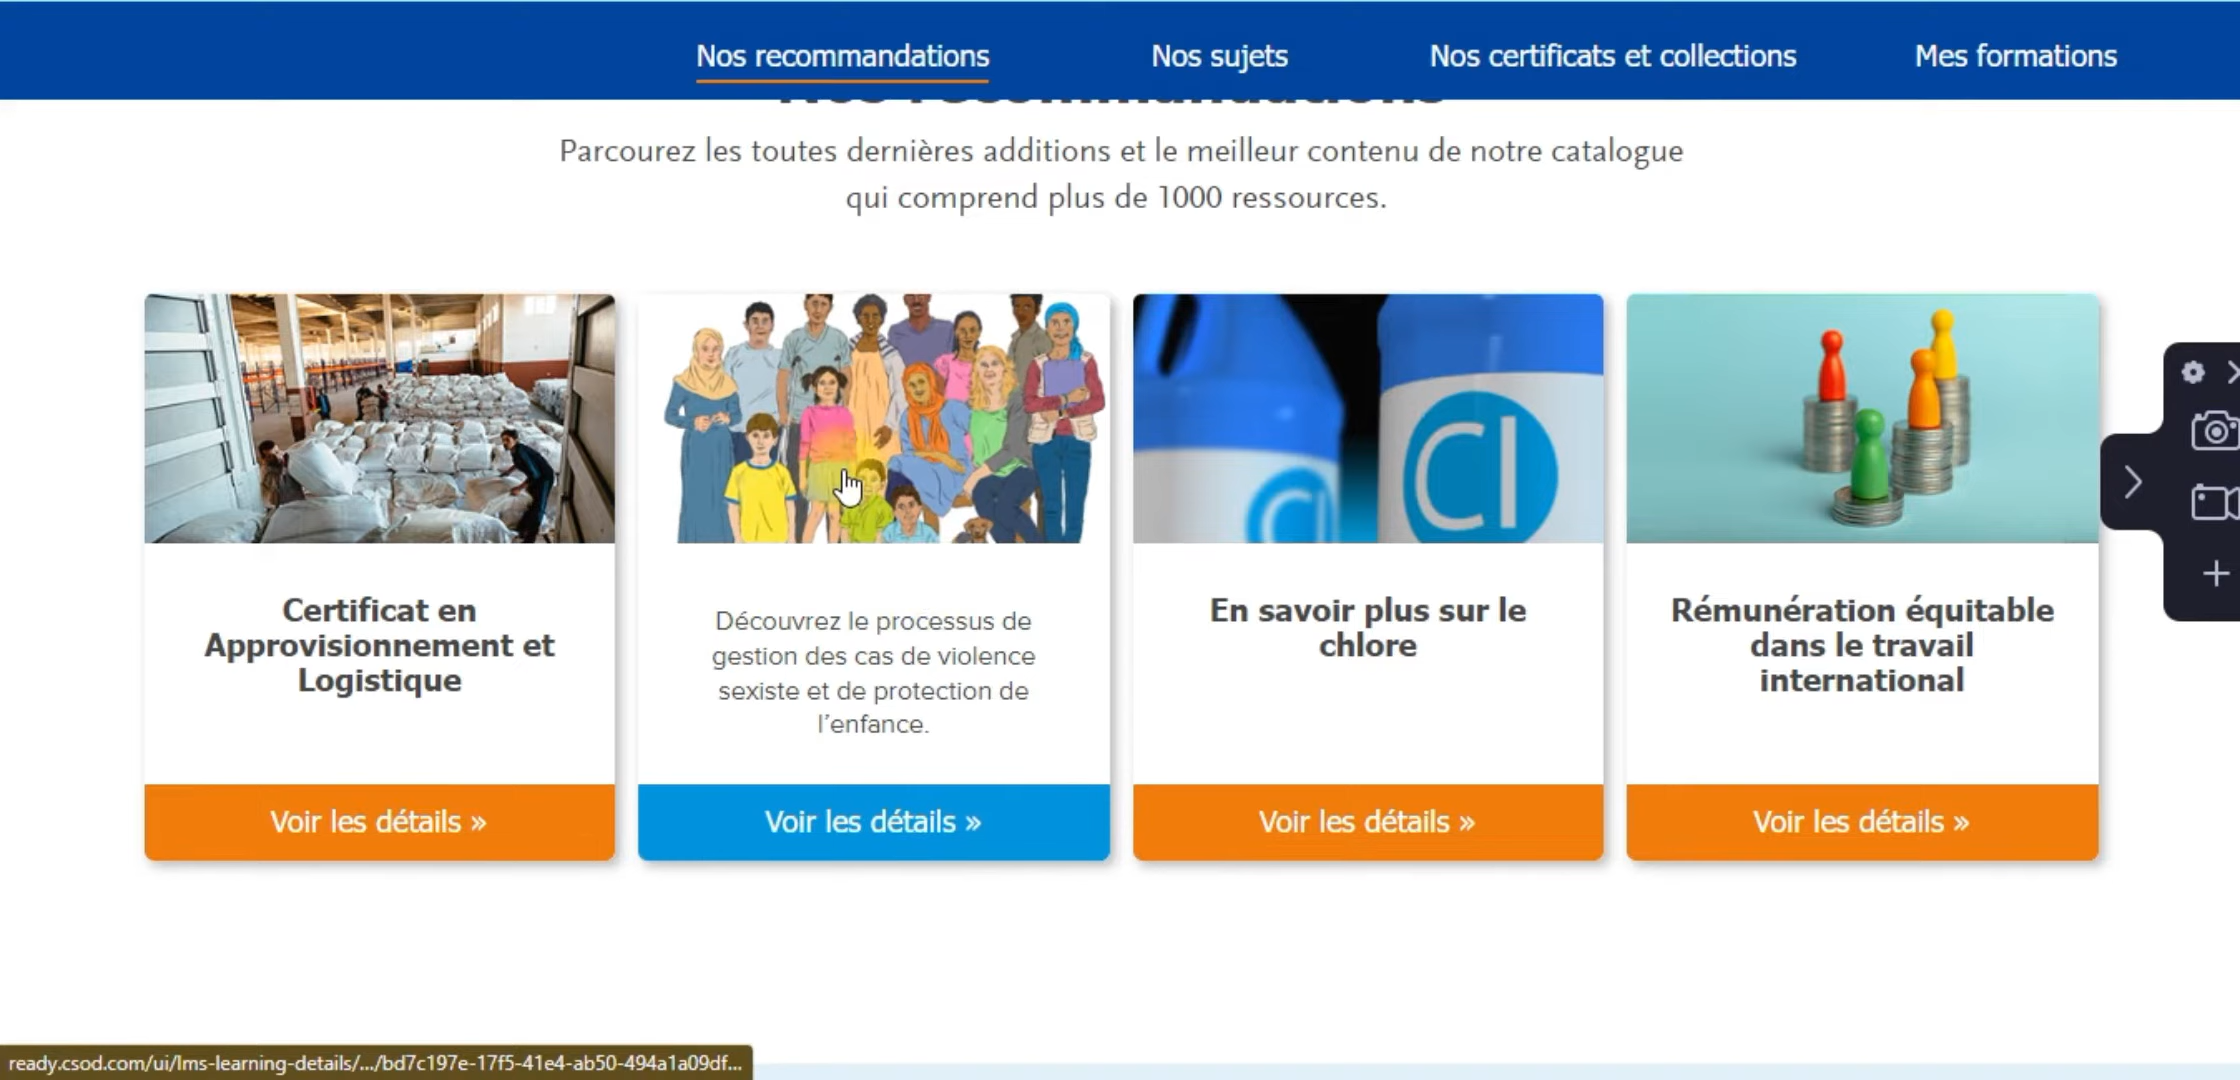 Nos recommandations
Nos sujets
Nos certificats et collections
Mes formations
Nos recommandations
Parcourez les toutes dernières additions et le meilleur contenu de notre catalogue
qui comprend plus de 1000 ressources.
Cl
Cl
Certificat en
Approvisionnement et
Logistique
Voir les détails »
Découvrez le processus de
gestion des cas de violence
sexiste et de protection de
l'enfance.
Voir les détails »
En savoir plus sur le
chlore
Voir les détails »
Rémunération équitable
dans le travail
international
Voir les détails »
ready.csod.com/ui/lms-learning-details/.../bd7c197e-17f5-41e4-ab50-494a1a09df...